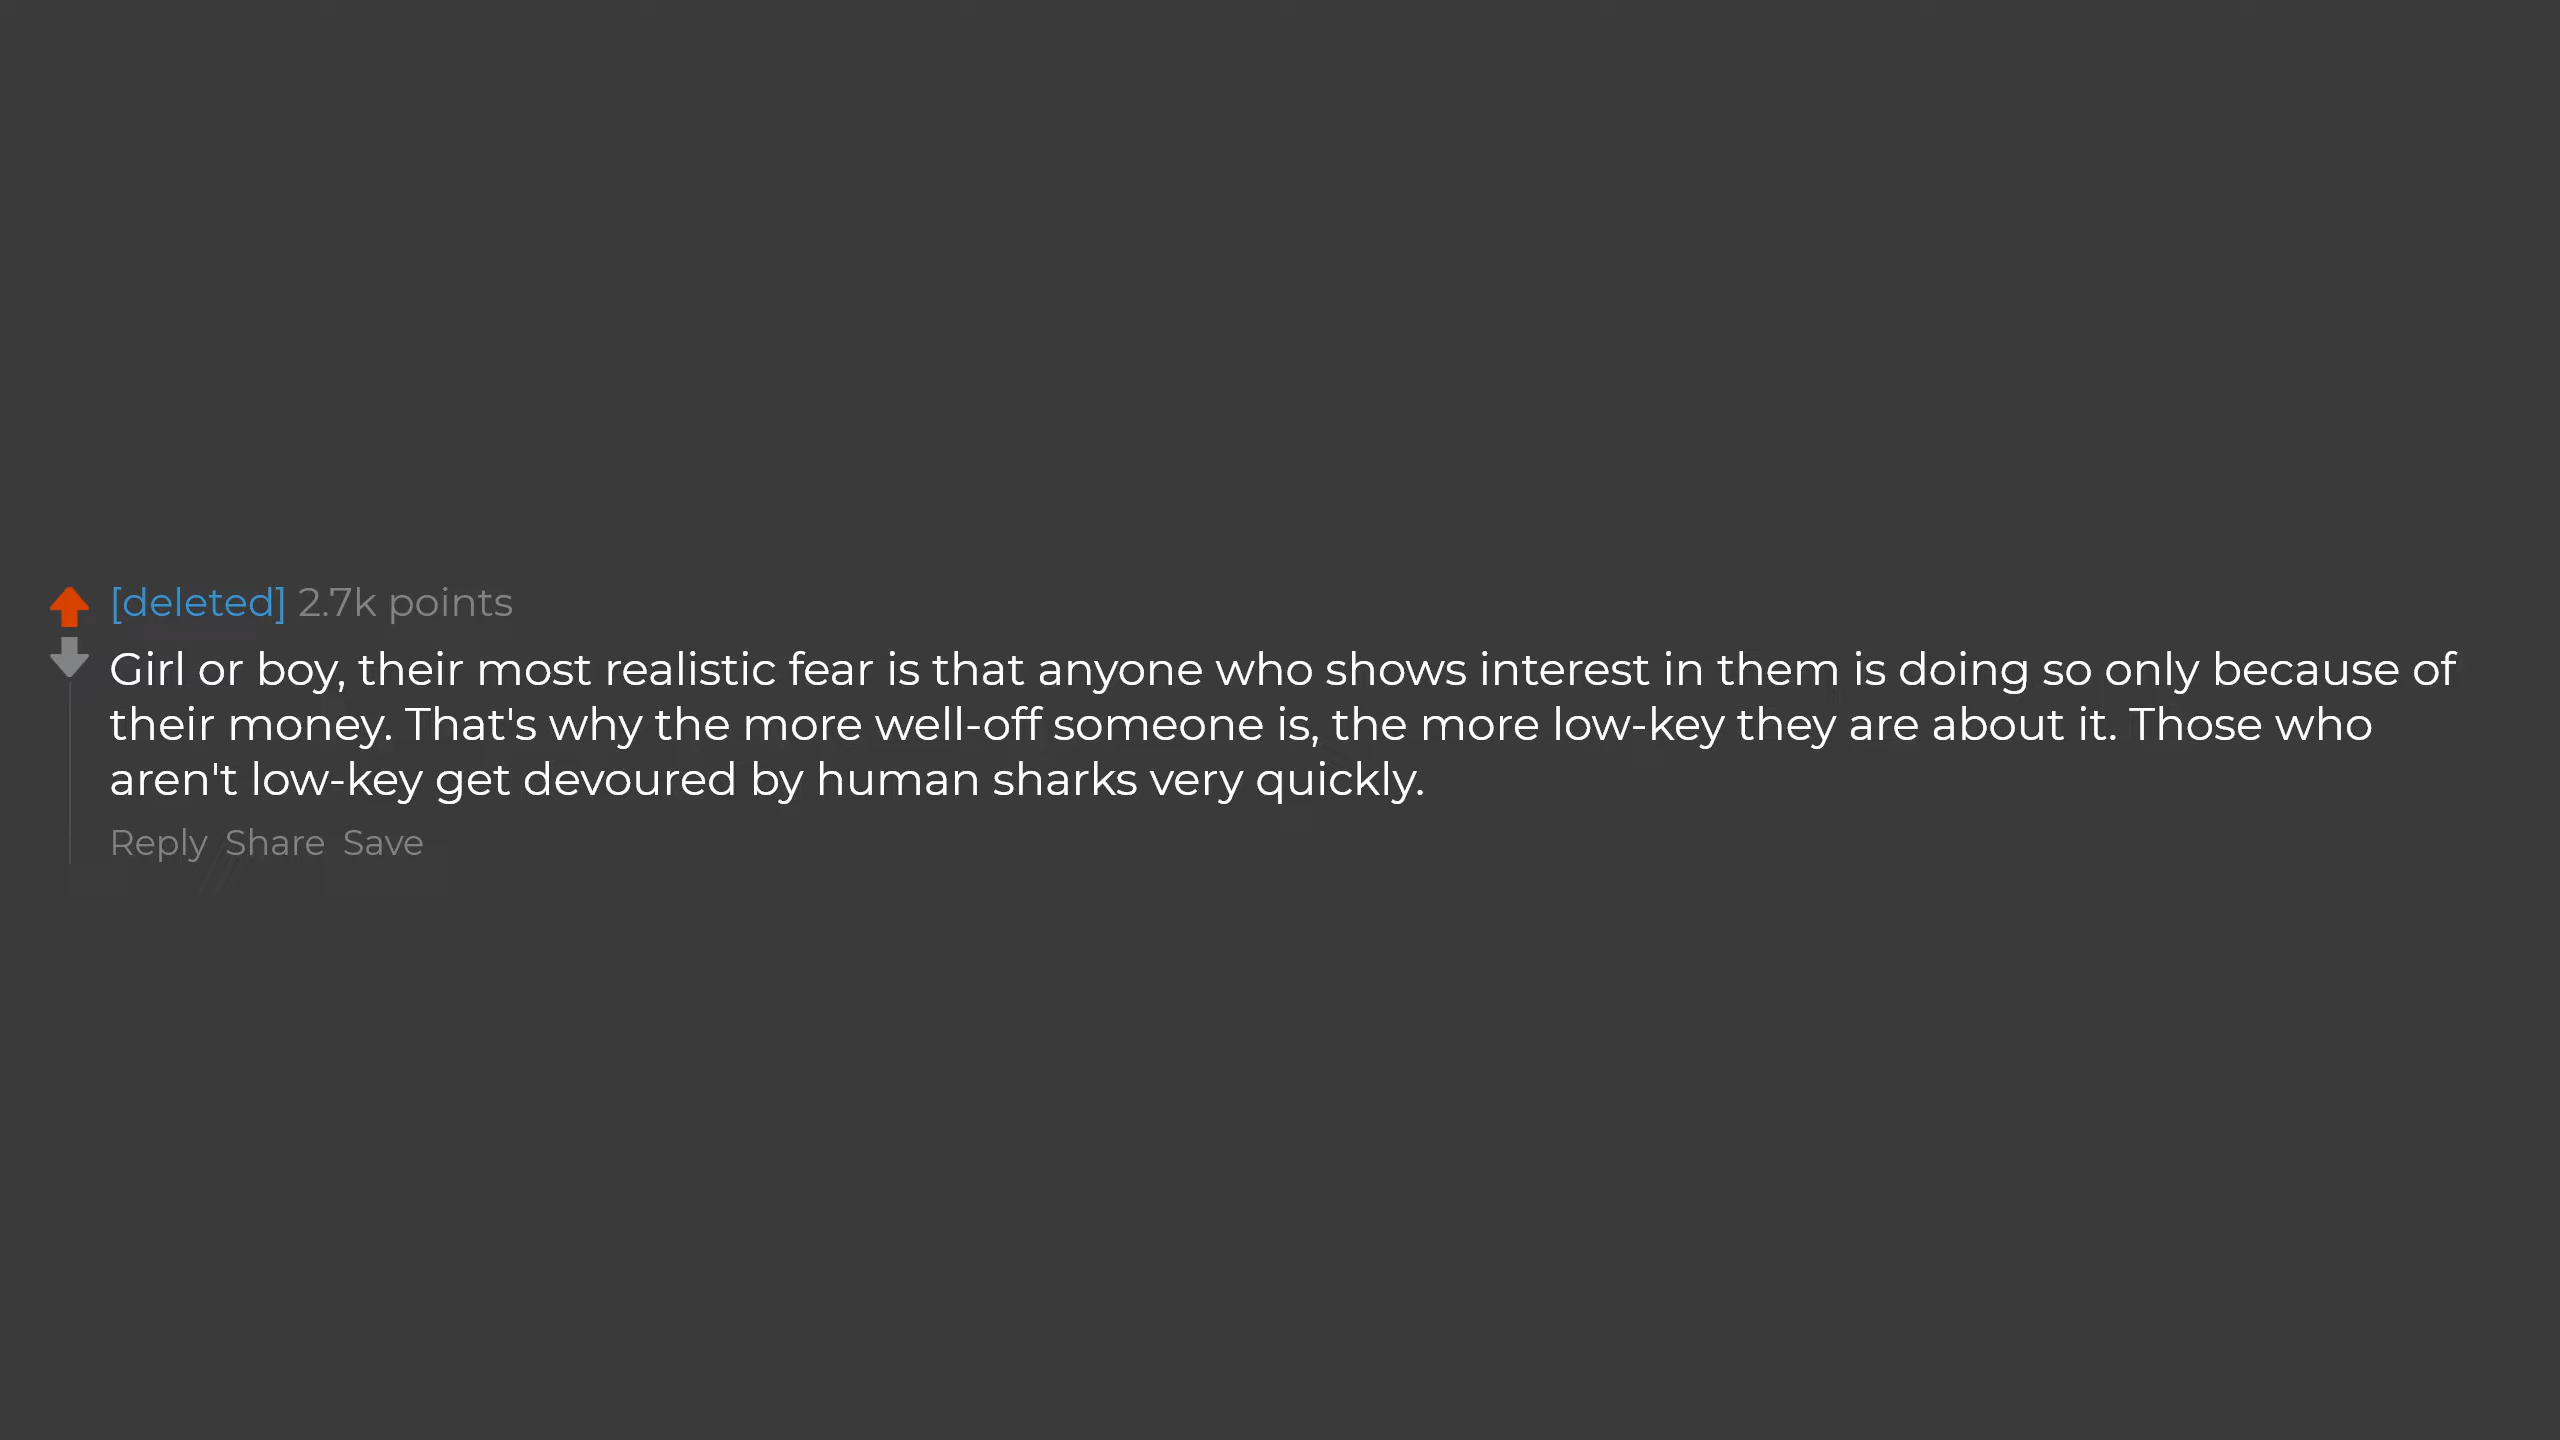 [deleted] 2.7k points
Girl or boy, their most realistic fear is that anyone who shows interest in them is doing so only because of
their money. That's why the more well-off someone is, the more low-key they are about it. Those who
aren't low-key get devoured by human sharks very quickly.
Reply Share Save